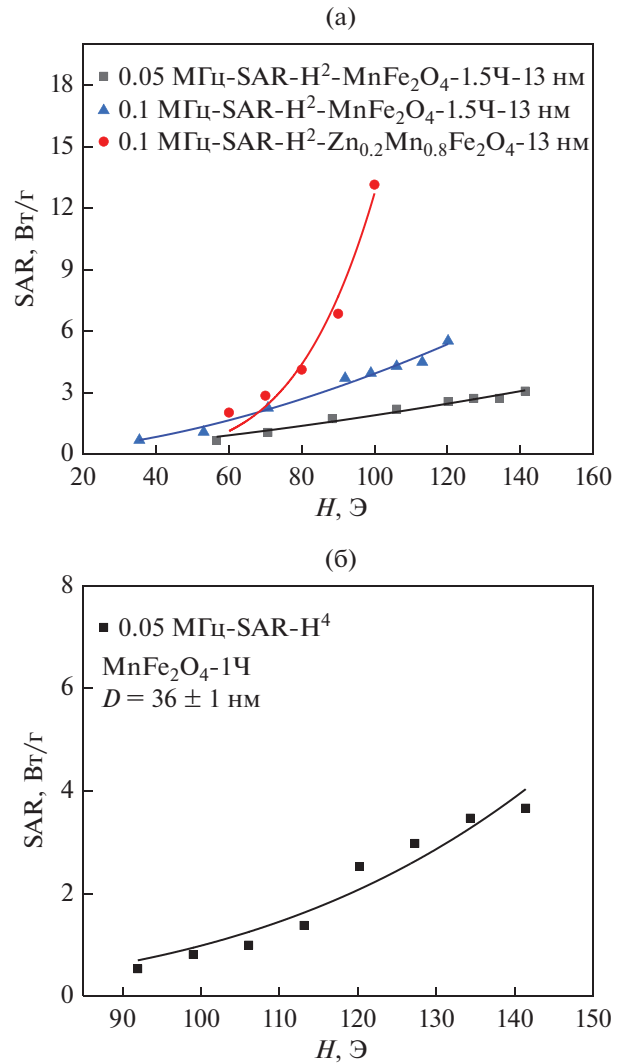 (а)
18
15
12
9
6
3
0
SAR, Вт/г
0.05 МГц-SAR-H²-MnFe₂O₄-1.5Ч-13 нм
0.1 МГц-SAR-H²-MnFe₂O₄-1.5Ч-13 нм
0.1 МГц-SAR-H²-Zn₀.₂Mn₀.₈Fe₂O₄-13 нм
20 40 60 80 100 120 140 160
H, Э
(б)
8
6
4
2
0
SAR, Вт/г
0.05 МГц-SAR-H⁴
MnFe₂O₄-1Ч
D = 36 ± 1 нм
90 100 110 120 130 140 150
H, Э